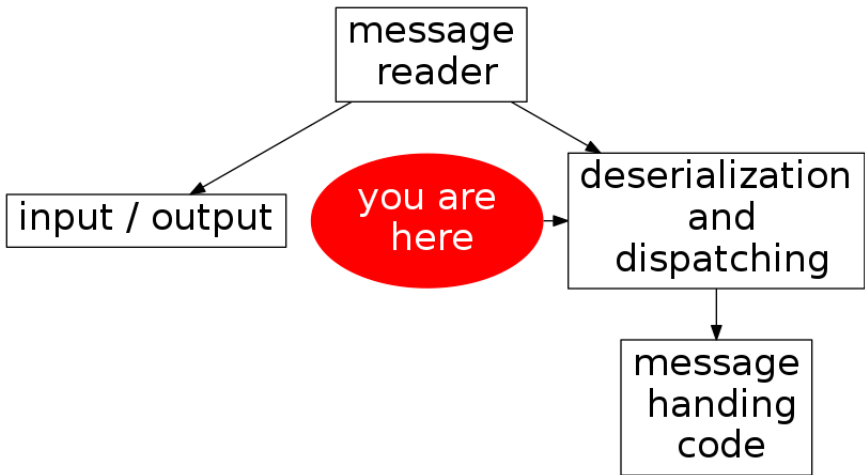 message
reader
input / output
you are
here
deserialization
and
dispatching
message
handing
code